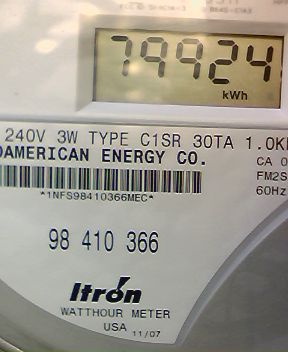 79924
kWh
240V 3W TYPE C1SR 30TA 1.0K
AMERICAN ENERGY CO.
CA 0
FM2S
*1NFS98410366MEC*
60Hz
98 410 366
Itron
WATTHOUR METER
USA 11/07